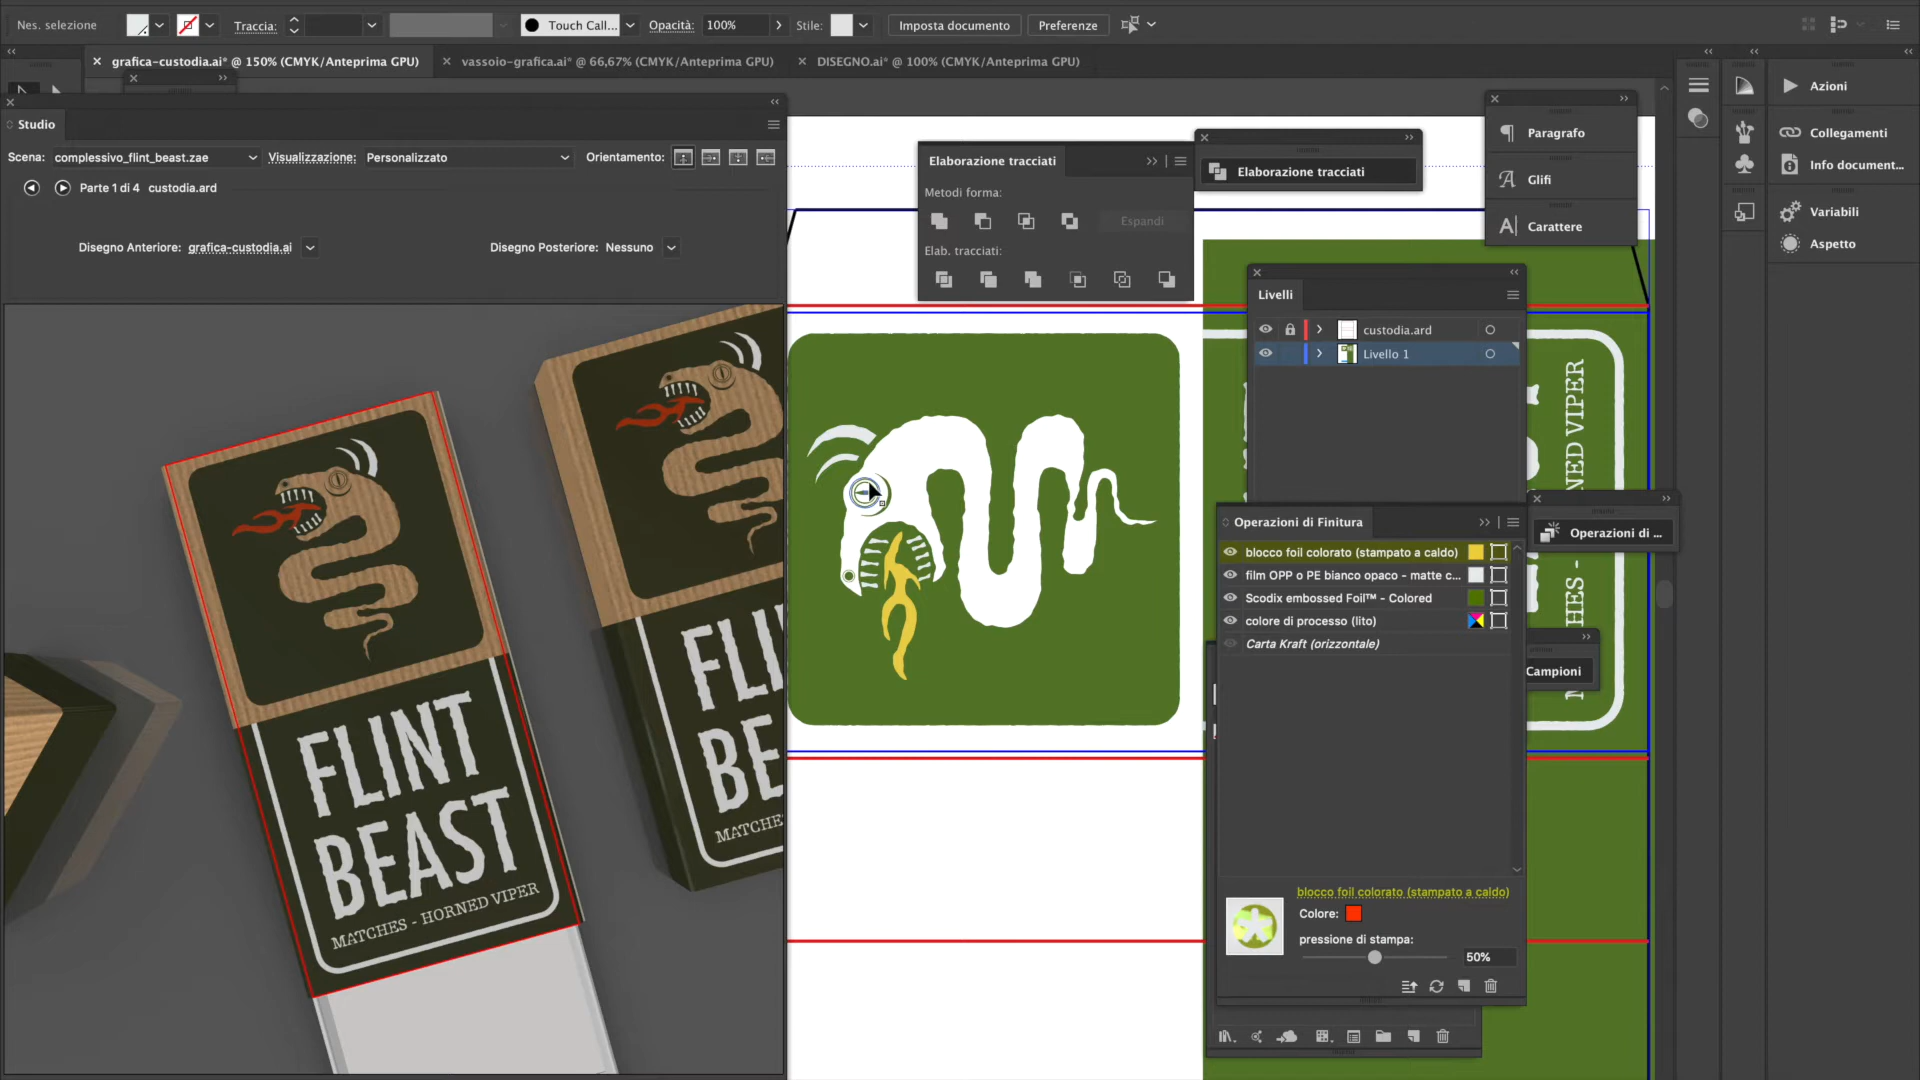 Nes. selezione
Traccia:
Touch Call...
Opacità: 100%
Stile:
Imposta documento
Preferenze
grafica-custodia.ai* @ 150% (CMYK/Anteprima GPU)
vassoio-grafica.ai* @ 66,67% (CMYK/Anteprima GPU)
DISEGNO.ai* @ 100% (CMYK/Anteprima GPU)
Studio
Scena: complessivo_flint_beast.zae
Visualizzazione: Personalizzato
Orientamento:
Parte 1 di 4 custodia.ard
Disegno Anteriore: grafica-custodia.ai
Disegno Posteriore: Nessuno
FLINT
BEAST
MATCHES - HORNED VIPER
FL
BE
MATCHES
Elaborazione tracciati
Metodi forma:
Espandi
Elab. tracciati:
Elaborazione tracciati
Paragrafo
Glifi
Carattere
Azioni
Collegamenti
Info document...
Variabili
Aspetto
Livelli
custodia.ard
Livello 1
NED VIPER
HES -
Operazioni di Finitura
blocco foil colorato (stampato a caldo)
film OPP o PE bianco opaco - matte c...
Scodix embossed Foil™ - Colored
colore di processo (lito)
Carta Kraft (orizzontale)
Operazioni di ...
Campioni
blocco foil colorato (stampato a caldo)
Colore:
pressione di stampa:
50%